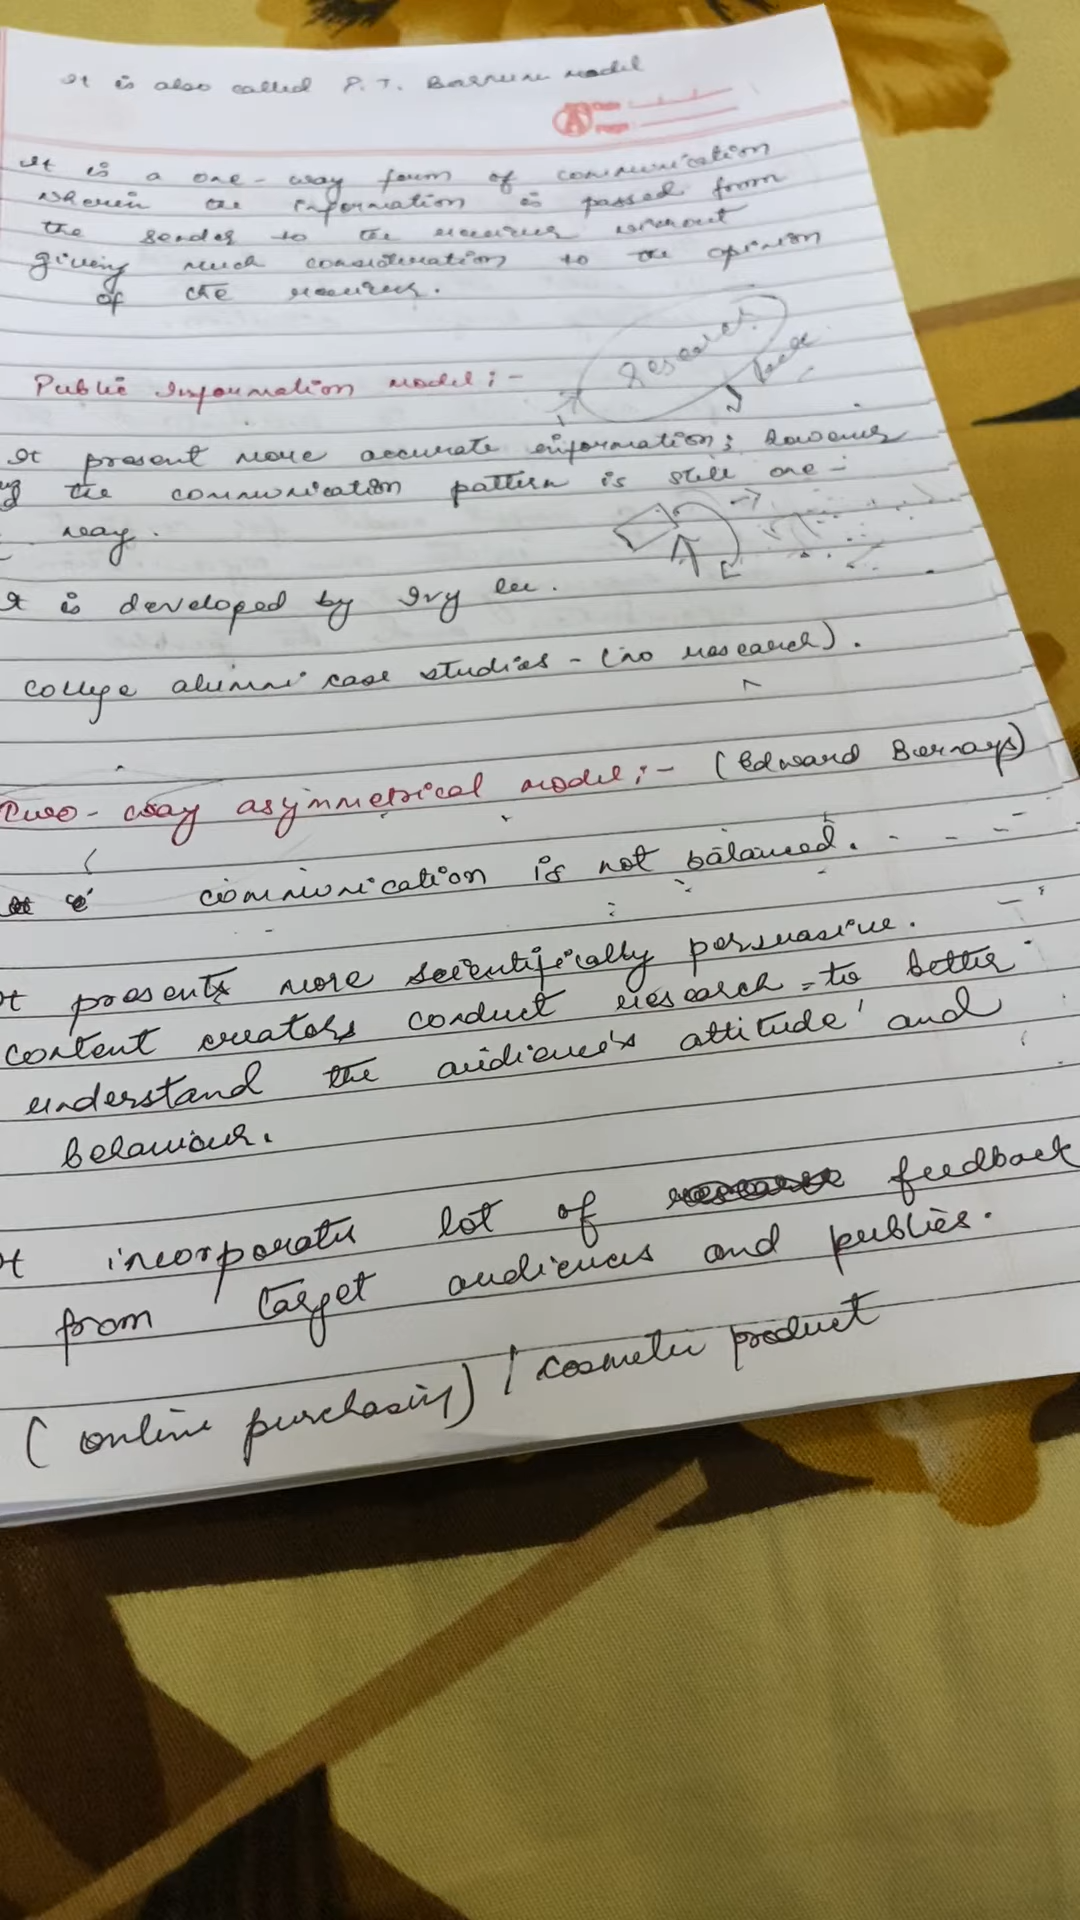 It is also called P.T. Barnum model
Date
Page
It is a one-way form of communication
wherein the information is passed from
the sender to the receiver without
giving much consideration to the opinion
of the receiver.
Research
Public Information model :-
It present more accurate information; however
the communication pattern is still one-
way.
It is developed by Ivy lee.
College alumni case studies - (no research).
Two-way asymmetrical model :- (Edward Bernays)
communication is not balanced.
It presents more scientifically persuasive.
content creators conduct research to better
understand the audience's attitude and
behaviour.
It incorporate lot of feedback
from target audiences and publics.
(online purchasing) / cosmetic product